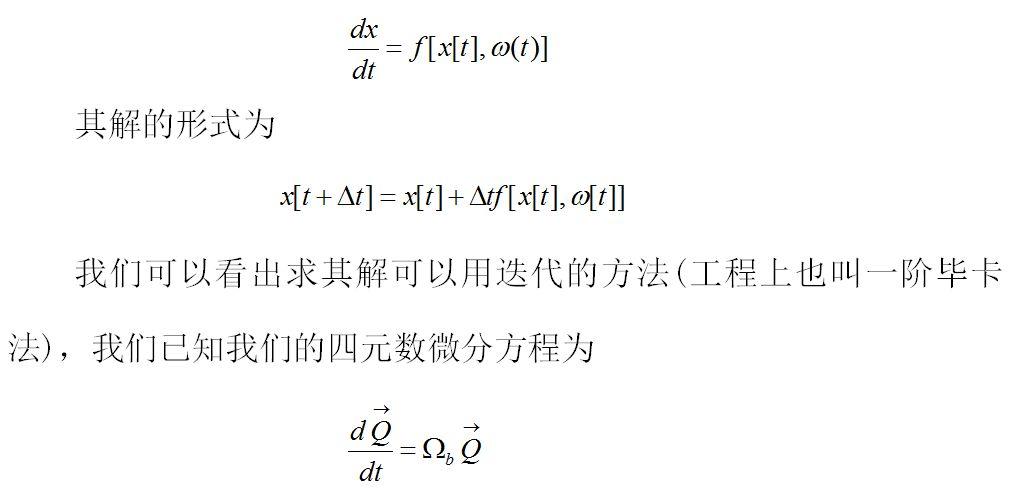 dx/dt = f[x[t], ω(t)]
其解的形式为
x[t + Δt] = x[t] + Δtf[x[t], ω[t]]
我们可以看出求其解可以用迭代的方法(工程上也叫一阶毕卡
法)，我们已知我们的四元数微分方程为
dQ⃗/dt = Ω_b Q⃗